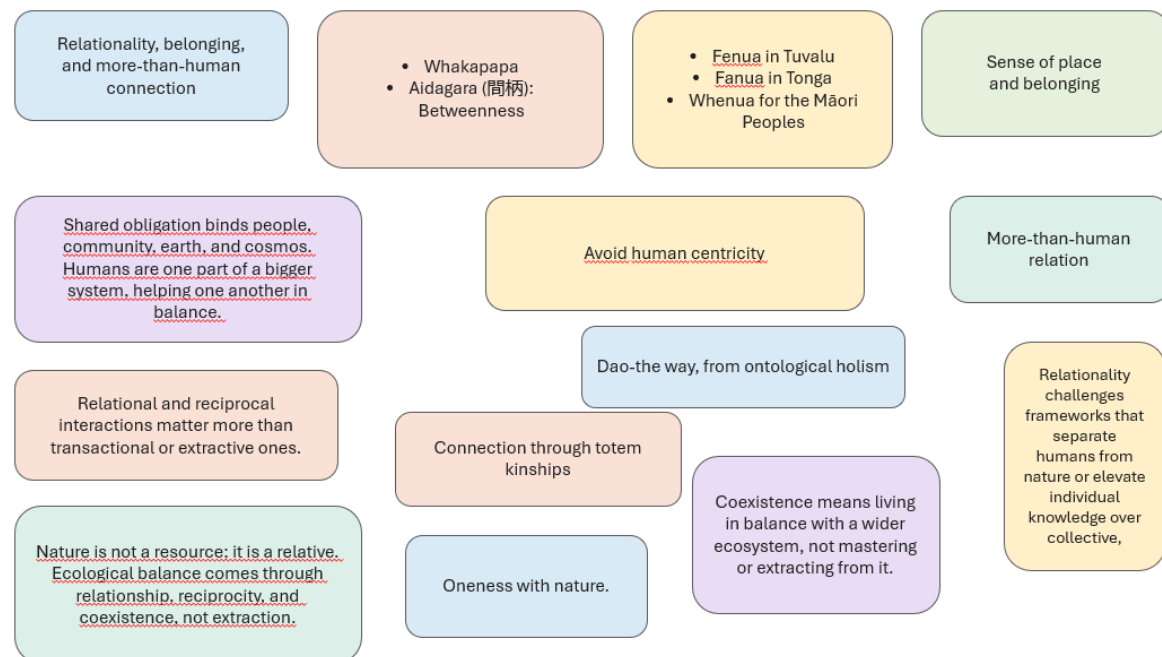 Relationality, belonging,
and more-than-human
connection
• Whakapapa
• Aidagara (間柄):
Betweenness
• Fenua in Tuvalu
• Fanua in Tonga
• Whenua for the Māori
Peoples
Sense of place
and belonging
Shared obligation binds people,
community, earth, and cosmos.
Humans are one part of a bigger
system, helping one another in
balance.
Avoid human centricity
More-than-human
relation
Dao-the way, from ontological holism
Relational and reciprocal
interactions matter more than
transactional or extractive ones.
Connection through totem
kinships
Relationality
challenges
frameworks that
separate
humans from
nature or elevate
individual
knowledge over
collective,
Coexistence means living
in balance with a wider
ecosystem, not mastering
or extracting from it.
Nature is not a resource; it is a relative.
Ecological balance comes through
relationship, reciprocity, and
coexistence, not extraction.
Oneness with nature.